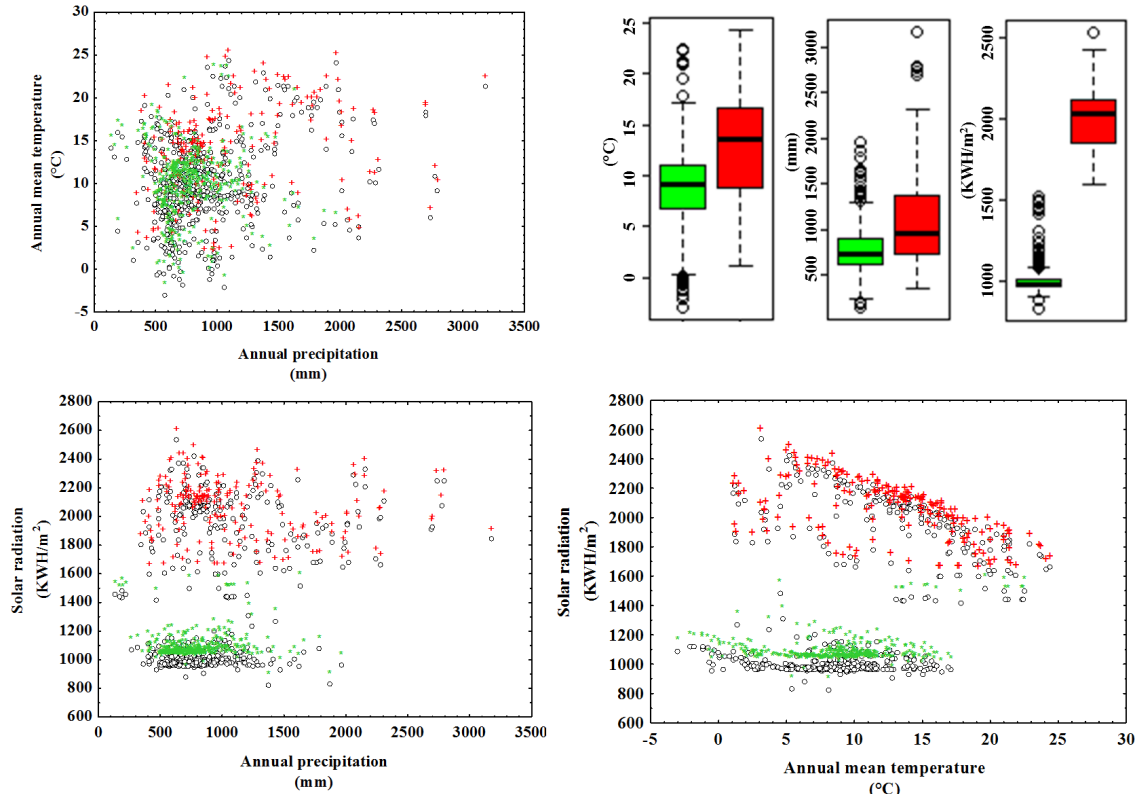 30
25
20
15
10
5
0
-5
0 500 1000 1500 2000 2500 3000 3500
Annual mean temperature
(°C)
Annual precipitation
(mm)
25
20
15
10
5
0
(°C)
3000
2500
2000
1500
1000
500
(mm)
2500
2000
1500
1000
(KWH/m²)
2800
2600
2400
2200
2000
1800
1600
1400
1200
1000
800
600
0 500 1000 1500 2000 2500 3000 3500
Solar radiation
(KWH/m²)
Annual precipitation
(mm)
2800
2600
2400
2200
2000
1800
1600
1400
1200
1000
800
600
-5 0 5 10 15 20 25 30
Solar radiation
(KWH/m²)
Annual mean temperature
(°C)